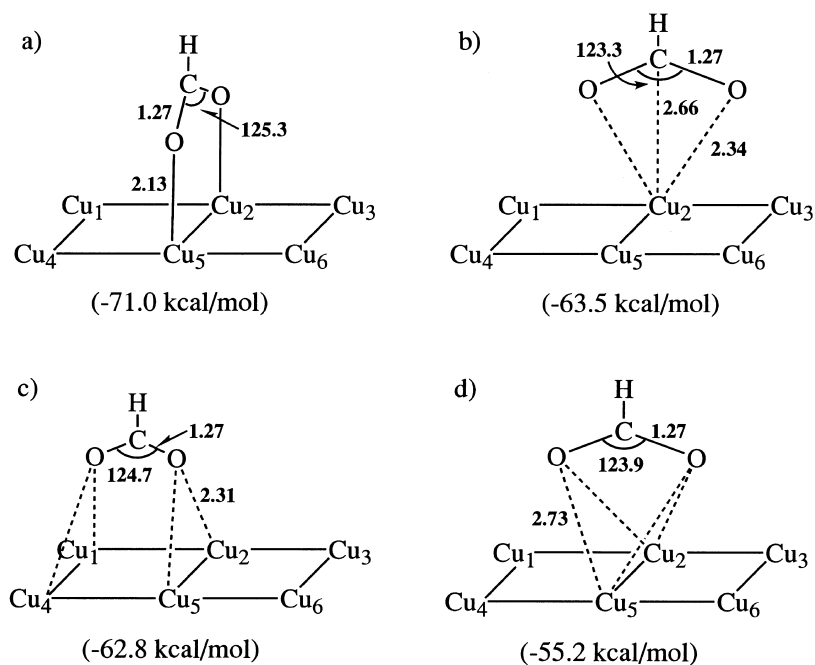 a)
H
C
O
1.27
125.3
O
2.13
Cu1
Cu2
Cu3
Cu4
Cu5
Cu6
(-71.0 kcal/mol)
b)
H
123.3
C
1.27
O
O
2.66
2.34
Cu1
Cu2
Cu3
Cu4
Cu5
Cu6
(-63.5 kcal/mol)
c)
H
C
1.27
O
O
124.7
2.31
Cu1
Cu2
Cu3
Cu4
Cu5
Cu6
(-62.8 kcal/mol)
d)
H
C
1.27
O
O
123.9
2.73
Cu1
Cu2
Cu3
Cu4
Cu5
Cu6
(-55.2 kcal/mol)